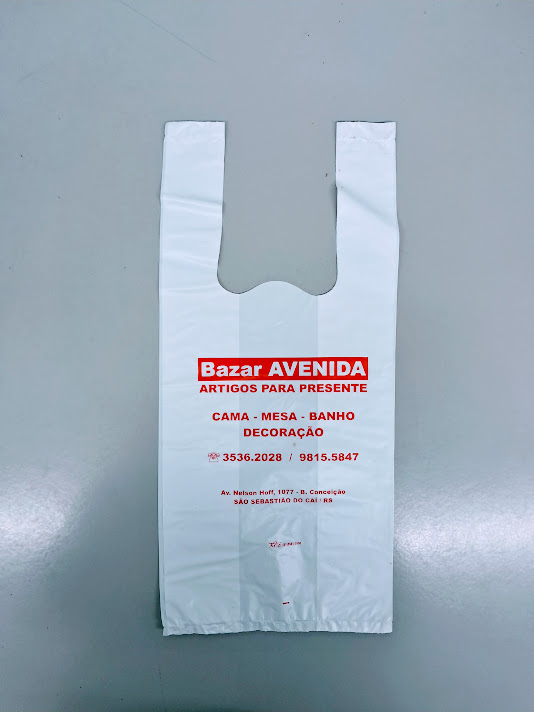 Bazar AVENIDA
ARTIGOS PARA PRESENTE
CAMA - MESA - BANHO
DECORAÇÃO
☎ 3536.2028 / 9815.5847
Av. Nelson Hoff, 1077 - B. Conceição
SÃO SEBASTIÃO DO CAÍ / RS